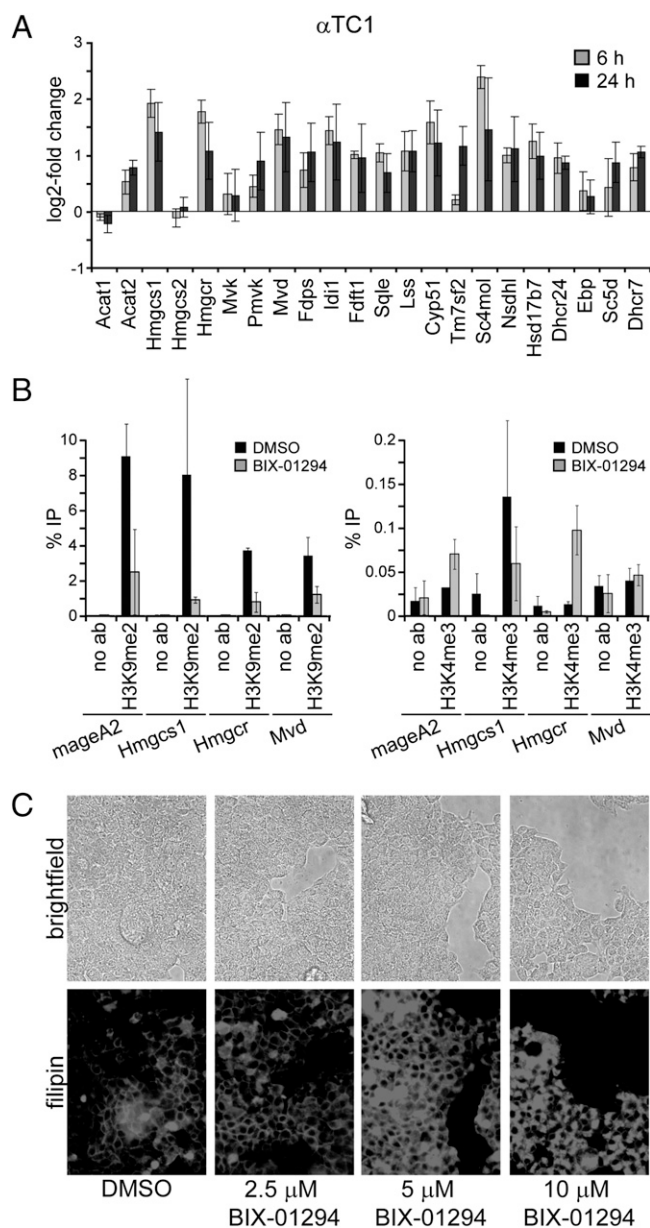 A
αTC1
6 h
24 h
log2-fold change
3
2
1
0
-1
Acat1
Acat2
Hmgcs1
Hmgcs2
Hmgcr
Mvk
Pmvk
Mvd
Fdps
Idi1
Fdft1
Sqle
Lss
Cyp51
Tm7sf2
Sc4mol
Nsdhl
Hsd17b7
Dhcr24
Ebp
Sc5d
Dhcr7
B
DMSO
BIX-01294
% IP
10
8
6
4
2
0
no ab
H3K9me2
no ab
H3K9me2
no ab
H3K9me2
no ab
H3K9me2
mageA2
Hmgcs1
Hmgcr
Mvd
DMSO
BIX-01294
% IP
0.2
0.15
0.1
0.05
0
no ab
H3K4me3
no ab
H3K4me3
no ab
H3K4me3
no ab
H3K4me3
mageA2
Hmgcs1
Hmgcr
Mvd
C
brightfield
filipin
DMSO
2.5 μM
BIX-01294
5 μM
BIX-01294
10 μM
BIX-01294